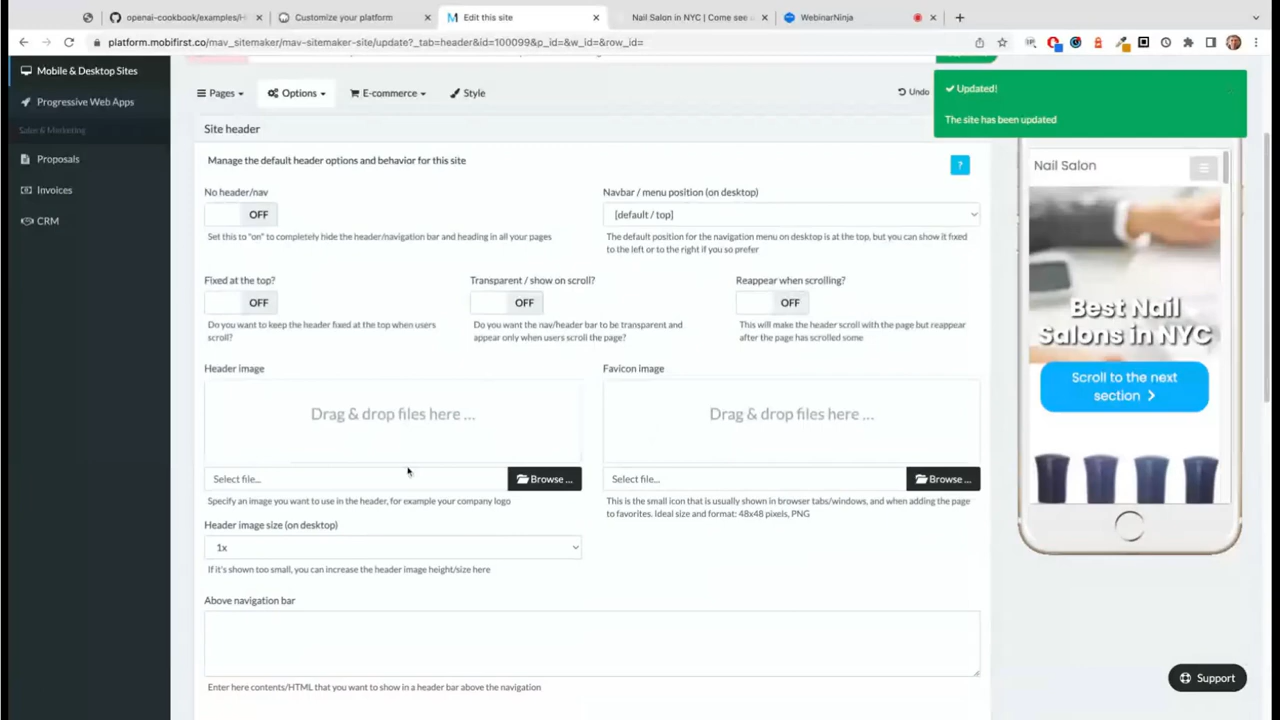 openai-cookbook/examples/H
Customize your platform
Edit this site
Nail Salon in NYC | Come see
WebinarNinja
platform.mobifirst.co/mav_sitemaker/mav-sitemaker-site/update?_tab=header&id=100099&p_id=&w_id=&row_id=
Mobile & Desktop Sites
Progressive Web Apps
Sales & Marketing
Proposals
Invoices
CRM
Pages
Options
E-commerce
Style
Undo
Updated!
The site has been updated
Site header
Manage the default header options and behavior for this site
?
No header/nav
OFF
Set this to "on" to completely hide the header/navigation bar and heading in all your pages
Navbar / menu position (on desktop)
[default / top]
The default position for the navigation menu on desktop is at the top, but you can show it fixed
to the left or to the right if you so prefer
Fixed at the top?
OFF
Do you want to keep the header fixed at the top when users
scroll?
Transparent / show on scroll?
OFF
Do you want the nav/header bar to be transparent and
appear only when users scroll the page?
Reappear when scrolling?
OFF
This will make the header scroll with the page but reappear
after the page has scrolled some
Header image
Drag & drop files here ...
Select file...
Browse ...
Specify an image you want to use in the header, for example your company logo
Favicon image
Drag & drop files here ...
Select file...
Browse ...
This is the small icon that is usually shown in browser tabs/windows, and when adding the page
to favorites. Ideal size and format: 48x48 pixels, PNG
Header image size (on desktop)
1x
If it's shown too small, you can increase the header image height/size here
Above navigation bar
Enter here contents/HTML that you want to show in a header bar above the navigation
Nail Salon
Best Nail
Salons in NYC
Scroll to the next
section
Support